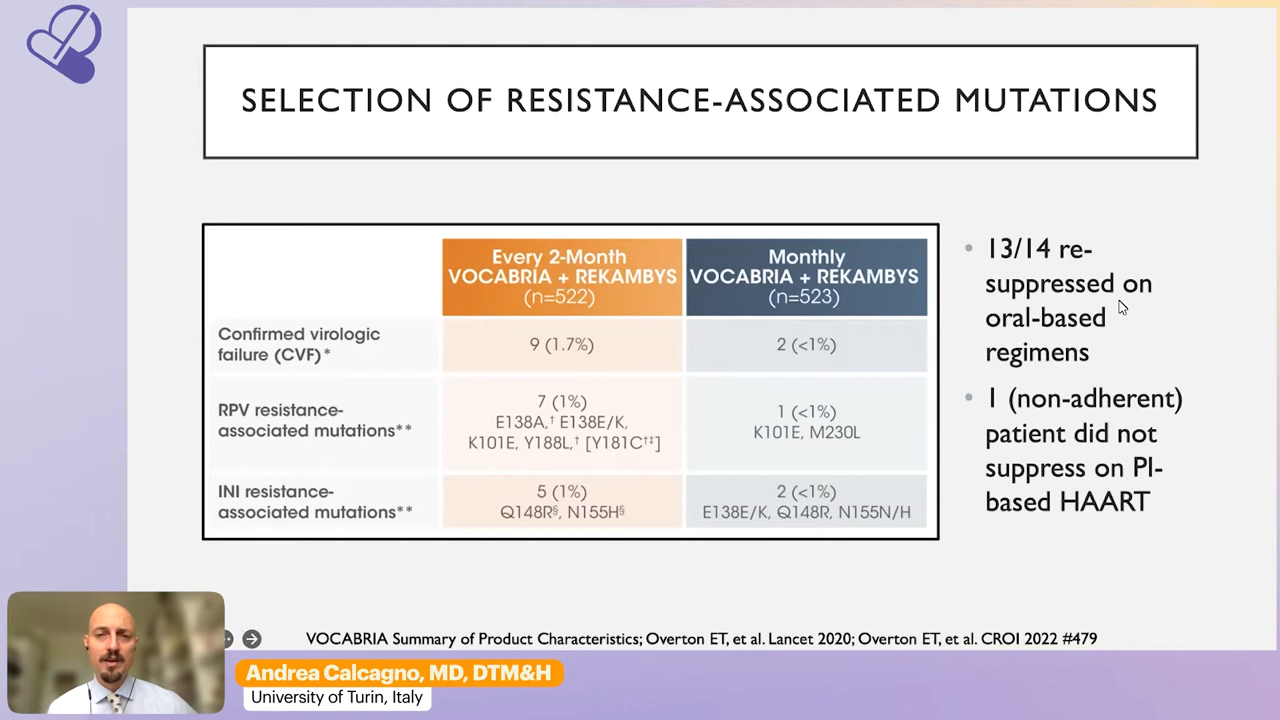 SELECTION OF RESISTANCE-ASSOCIATED MUTATIONS
Every 2-Month
VOCABRIA + REKAMBYS
(n=522)
Monthly
VOCABRIA + REKAMBYS
(n=523)
Confirmed virologic
failure (CVF)*
9 (1.7%)
2 (<1%)
RPV resistance-
associated mutations**
7 (1%)
E138A,† E138E/K,
K101E, Y188L,† [Y181C†‡]
1 (<1%)
K101E, M230L
INI resistance-
associated mutations**
5 (1%)
Q148R§, N155H§
2 (<1%)
E138E/K, Q148R, N155N/H
• 13/14 re-
suppressed on
oral-based
regimens
• 1 (non-adherent)
patient did not
suppress on PI-
based HAART
VOCABRIA Summary of Product Characteristics; Overton ET, et al. Lancet 2020; Overton ET, et al. CROI 2022 #479
Andrea Calcagno, MD, DTM&H
University of Turin, Italy